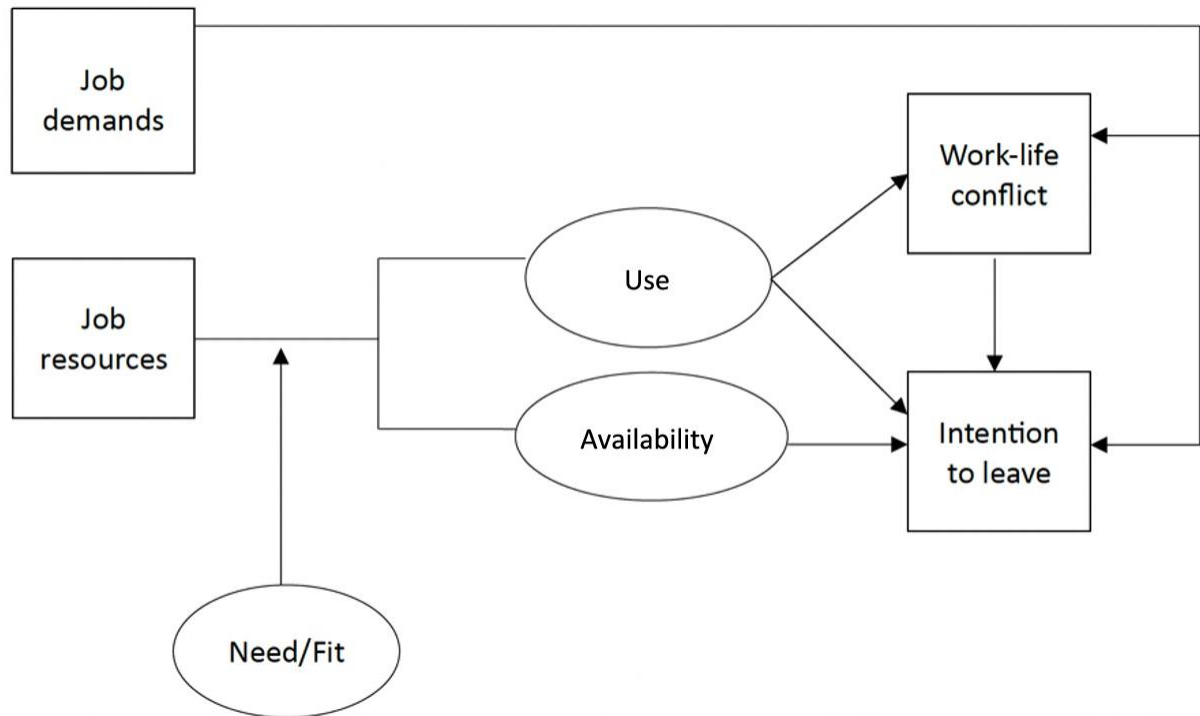 Job
demands
Work-life
conflict
Use
Job
resources
Availability
Intention
to leave
Need/Fit